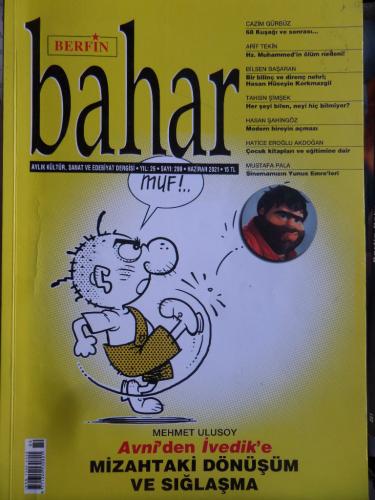 BERFİN
bahar
AYLIK KÜLTÜR, SANAT VE EDEBİYAT DERGİSİ • YIL: 25 • SAYI: 280 • HAZİRAN 2021 • 15 TL
CAZİM GÜRBÜZ
68 Kuşağı ve sonrası...
ARİF TEKİN
Hz. Muhammed'in ölüm nedeni!
BİLSEN BAŞARAN
Bir bilinç ve direnç nehri;
Hasan Hüseyin Korkmazgil
TAHSİN ŞİMŞEK
Her şeyi bilen, neyi hiç bilmiyor?
HASAN ŞAHİNGÖZ
Modern bireyin açmazı
HATİCE EROĞLU AKDOĞAN
Çocuk kitapları ve eğitimine dair
MUSTAFA PALA
Sinemamızın Yunus Emre'leri
MUF!..
MEHMET ULUSOY
Avni'den İvedik'e
MİZAHTAKİ DÖNÜŞÜM
VE SIĞLAŞMA